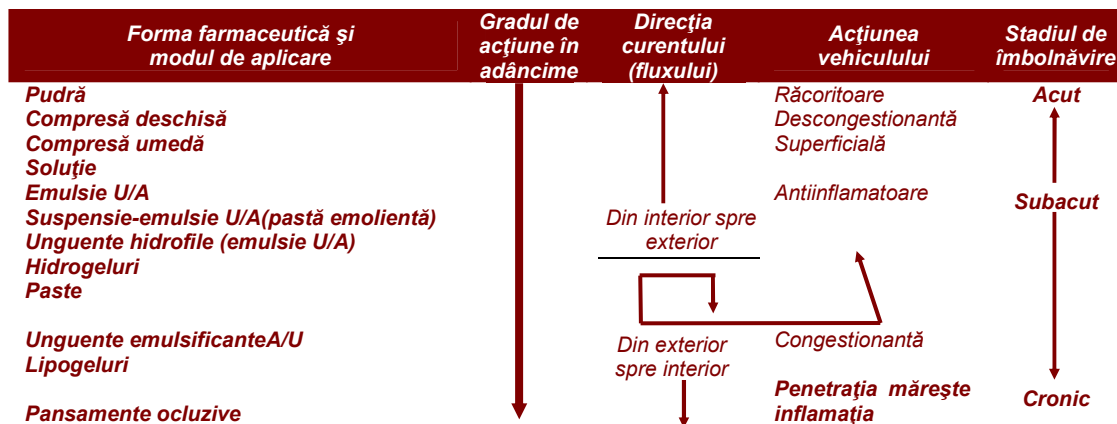 Forma farmaceutică şi
modul de aplicare
Gradul de
acţiune în
adâncime
Direcţia
curentului
(fluxului)
Acţiunea
vehiculului
Stadiul de
îmbolnăvire
Pudră
Compresă deschisă
Compresă umedă
Soluţie
Emulsie U/A
Suspensie-emulsie U/A(pastă emolientă)
Unguente hidrofile (emulsie U/A)
Hidrogeluri
Paste
Unguente emulsificanteA/U
Lipogeluri
Pansamente ocluzive
Din interior spre
exterior
Din exterior
spre interior
Răcoritoare
Descongestionantă
Superficială
Antiinflamatoare
Congestionantă
Penetraţia măreşte
inflamaţia
Acut
Subacut
Cronic